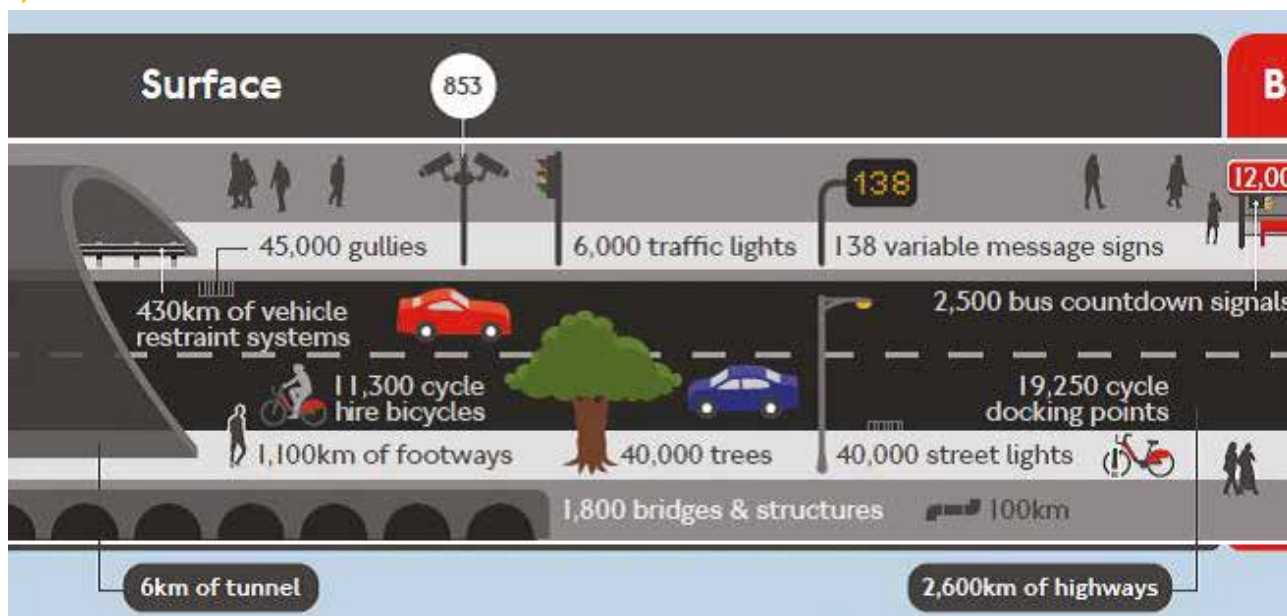 Surface
853
B
138
12,00
45,000 gullies
6,000 traffic lights
138 variable message signs
430km of vehicle
restraint systems
2,500 bus countdown signals
11,300 cycle
hire bicycles
19,250 cycle
docking points
1,100km of footways
40,000 trees
40,000 street lights
1,800 bridges & structures
100km
6km of tunnel
2,600km of highways